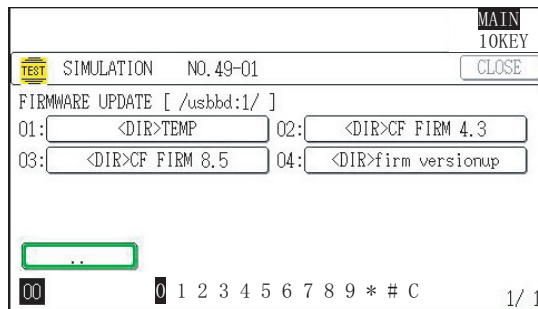 MAIN
10KEY
TEST SIMULATION NO.49-01 CLOSE
FIRMWARE UPDATE [ /usbbd:1/ ]
01: <DIR>TEMP 02: <DIR>CF FIRM 4.3
03: <DIR>CF FIRM 8.5 04: <DIR>firm versionup
..
00 0 1 2 3 4 5 6 7 8 9 * # C 1/ 1